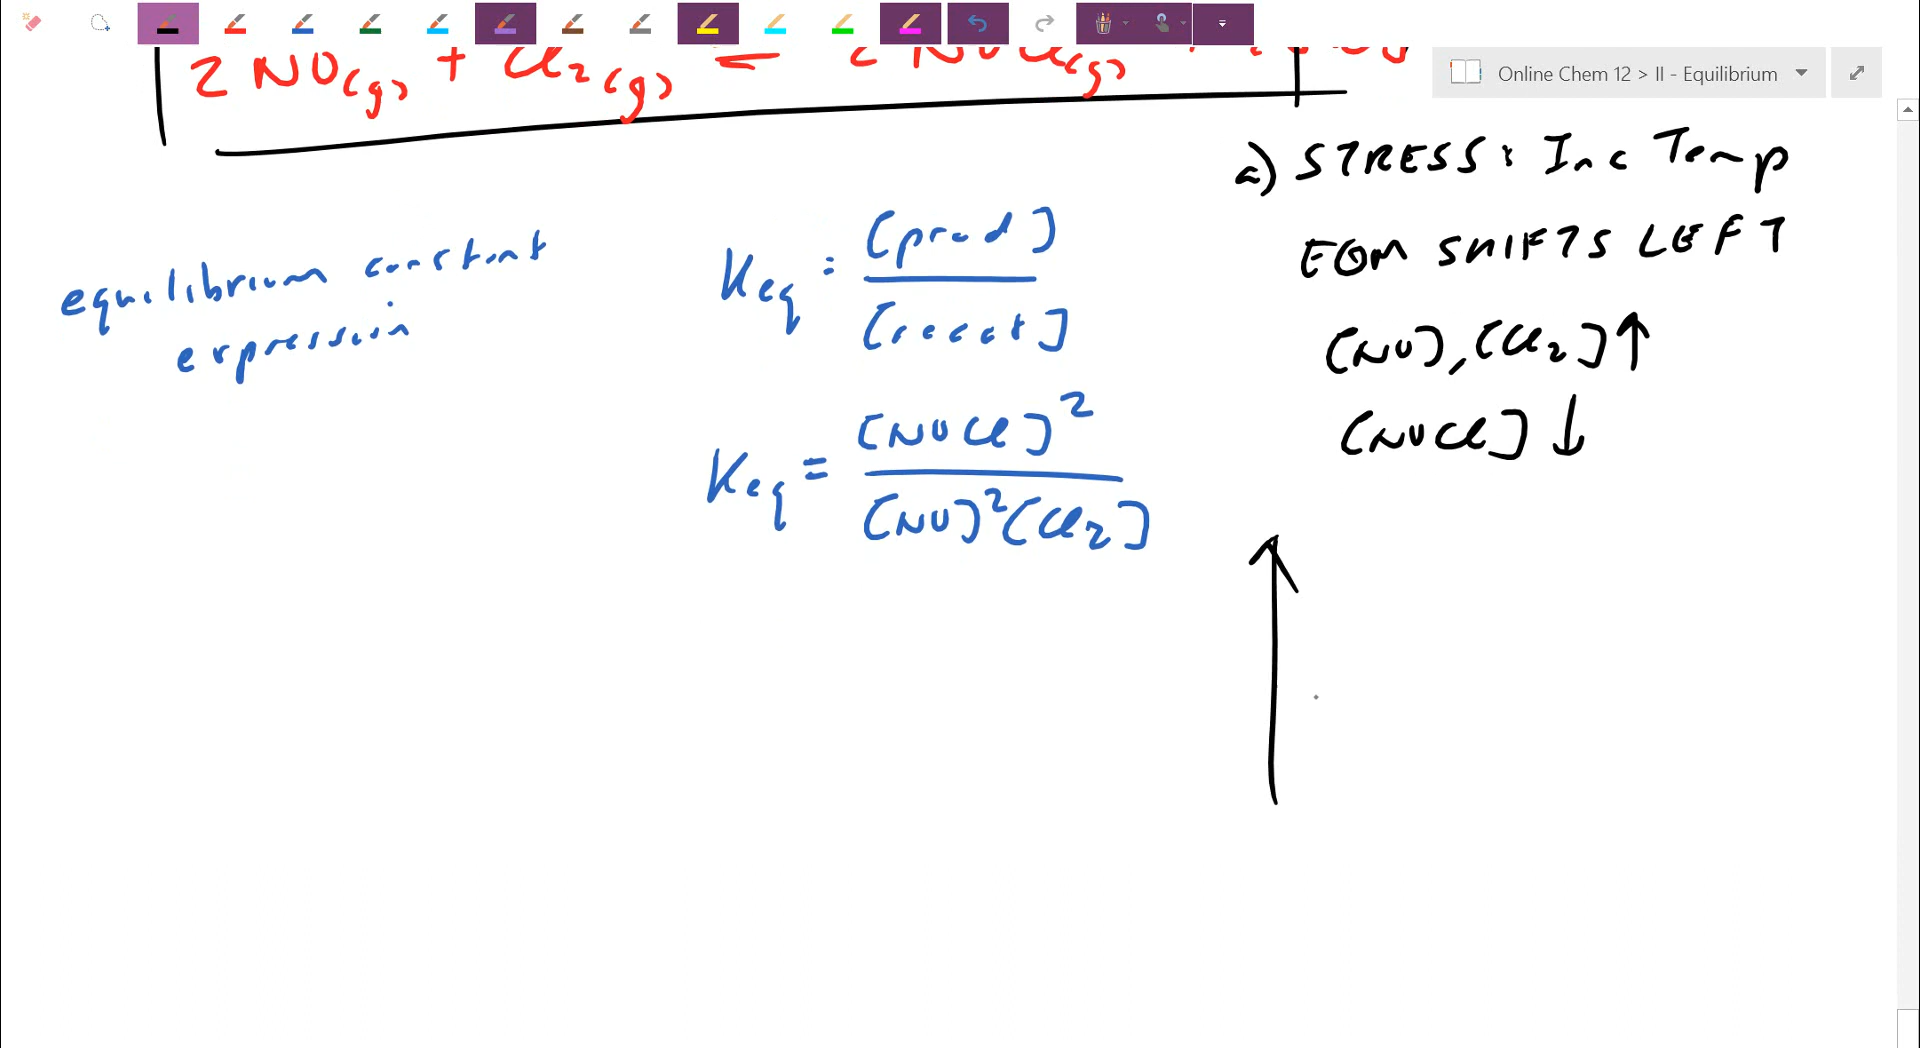 2 NO(g) + Cl2(g) ⇌ 2 NOCl(g) +
Online Chem 12 > II - Equilibrium
a) STRESS: Inc Temp
EQM SHIFTS LEFT
[NO], [Cl2] ↑
[NOCl] ↓
equilibrium constant
expression
Keq = [prod] / [react]
Keq = [NOCl]² / [NO]²[Cl2]